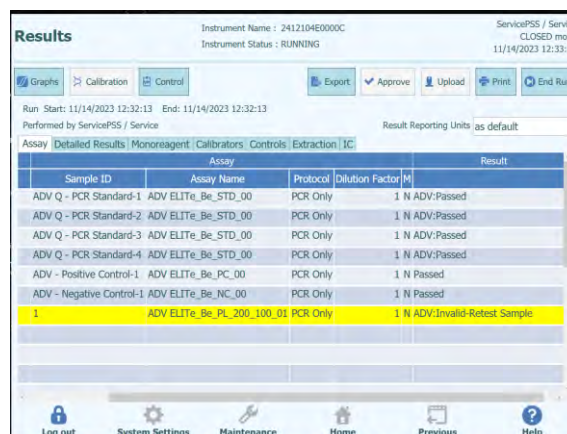 Results
Instrument Name : 2412104E0000C
Instrument Status : RUNNING
ServicePSS / Servi
CLOSED mo
11/14/2023 12:33:
Graphs Calibration Control Export Approve Upload Print End Ru
Run Start: 11/14/2023 12:32:13 End: 11/14/2023 12:32:13
Performed by ServicePSS / Service
Result Reporting Units as default
Assay Detailed Results Monoreagent Calibrators Controls Extraction IC
Assay Result
Sample ID Assay Name Protocol Dilution Factor M
ADV Q - PCR Standard-1 ADV ELITe_Be_STD_00 PCR Only 1 N ADV:Passed
ADV Q - PCR Standard-2 ADV ELITe_Be_STD_00 PCR Only 1 N ADV:Passed
ADV Q - PCR Standard-3 ADV ELITe_Be_STD_00 PCR Only 1 N ADV:Passed
ADV Q - PCR Standard-4 ADV ELITe_Be_STD_00 PCR Only 1 N ADV:Passed
ADV - Positive Control-1 ADV ELITe_Be_PC_00 PCR Only 1 N Passed
ADV - Negative Control-1 ADV ELITe_Be_NC_00 PCR Only 1 N Passed
1 ADV ELITe_Be_PL_200_100_01 PCR Only 1 N ADV:Invalid-Retest Sample
Log out System Settings Maintenance Home Previous Help